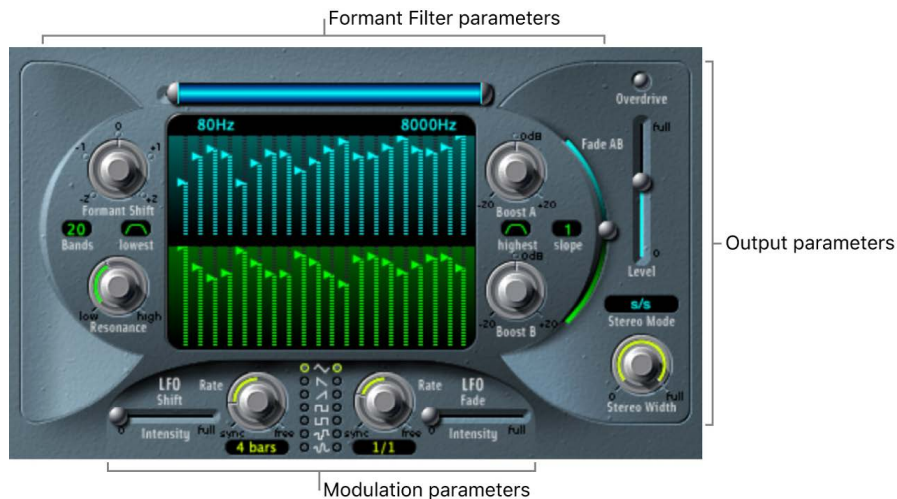 Formant Filter parameters
Overdrive
80Hz
8000Hz
full
0
0dB
Fade AB
-1
+1
-2
+2
Formant Shift
-20
+20
Boost A
20
1
Bands
lowest
highest
slope
0dB
0
Level
Output parameters
low
high
Resonance
-20
+20
Boost B
s/s
Stereo Mode
LFO
Shift
Rate
Rate
LFO
Fade
0
full
Stereo Width
0
full
Intensity
sync
free
sync
free
0
full
Intensity
4 bars
1/1
Modulation parameters